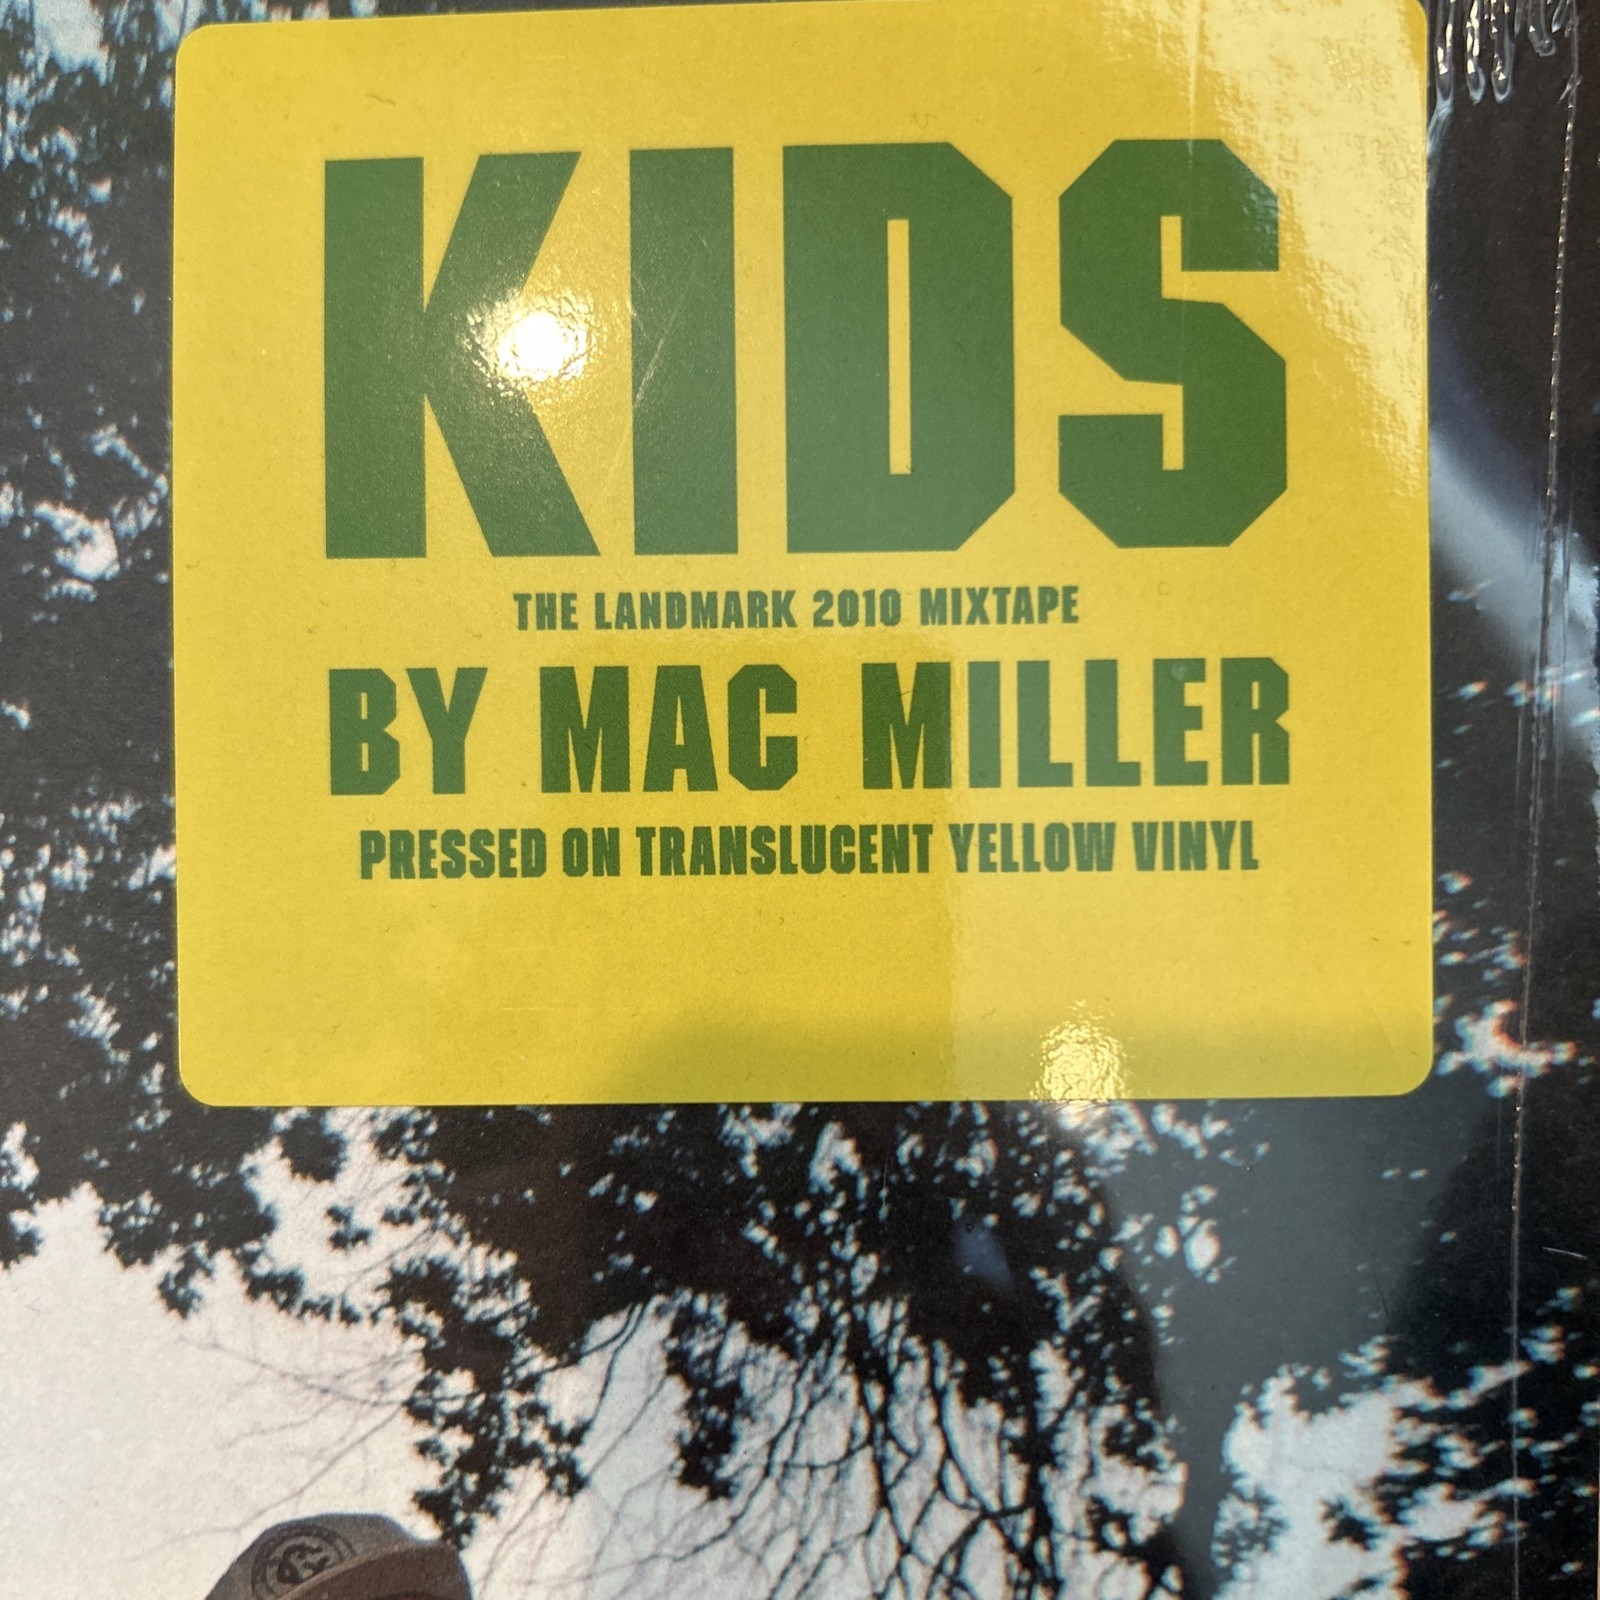 KIDS
THE LANDMARK 2010 MIXTAPE
BY MAC MILLER
PRESSED ON TRANSLUCENT YELLOW VINYL